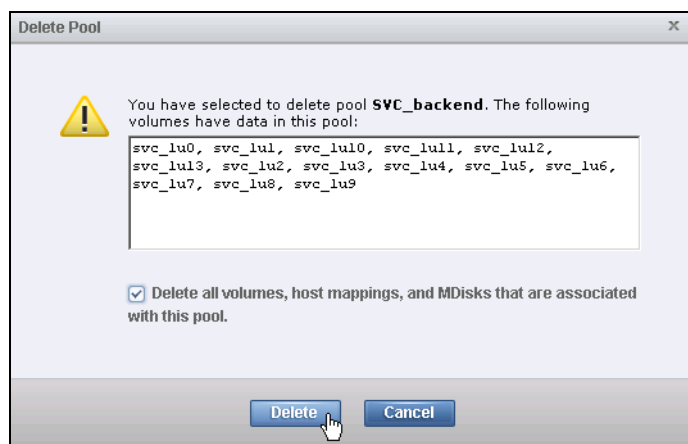 Delete Pool
x
You have selected to delete pool SVC_backend. The following
volumes have data in this pool:
svc_lu0, svc_lu1, svc_lu10, svc_lu11, svc_lu12,
svc_lu13, svc_lu2, svc_lu3, svc_lu4, svc_lu5, svc_lu6,
svc_lu7, svc_lu8, svc_lu9
Delete all volumes, host mappings, and MDisks that are associated
with this pool.
Delete Cancel